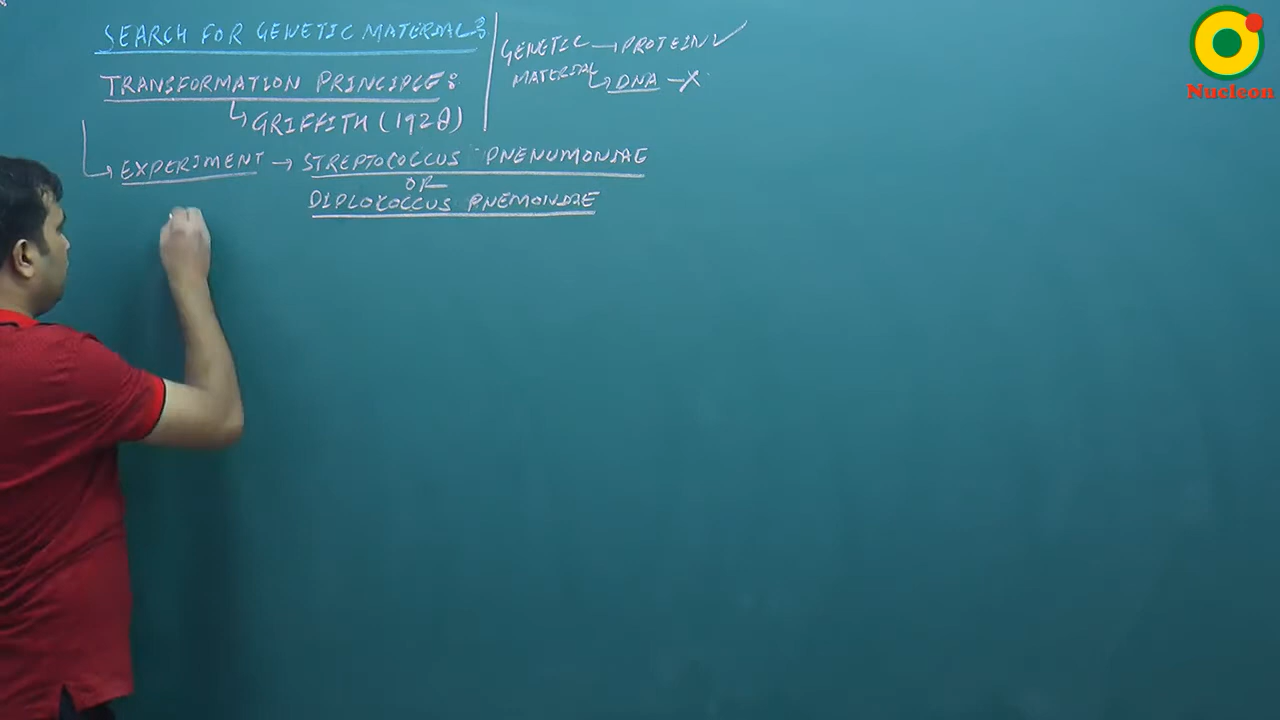 SEARCH FOR GENETIC MATERIAL:
TRANSFORMATION PRINCIPLE:
GRIFFITH (1928)
GENETIC MATERIAL → PROTEIN ✓
↳ DNA - X
EXPERIMENT → STREPTOCOCCUS PNENUMONIAE
OR
DIPLOCOCCUS PNEMONIAE
Nucleon